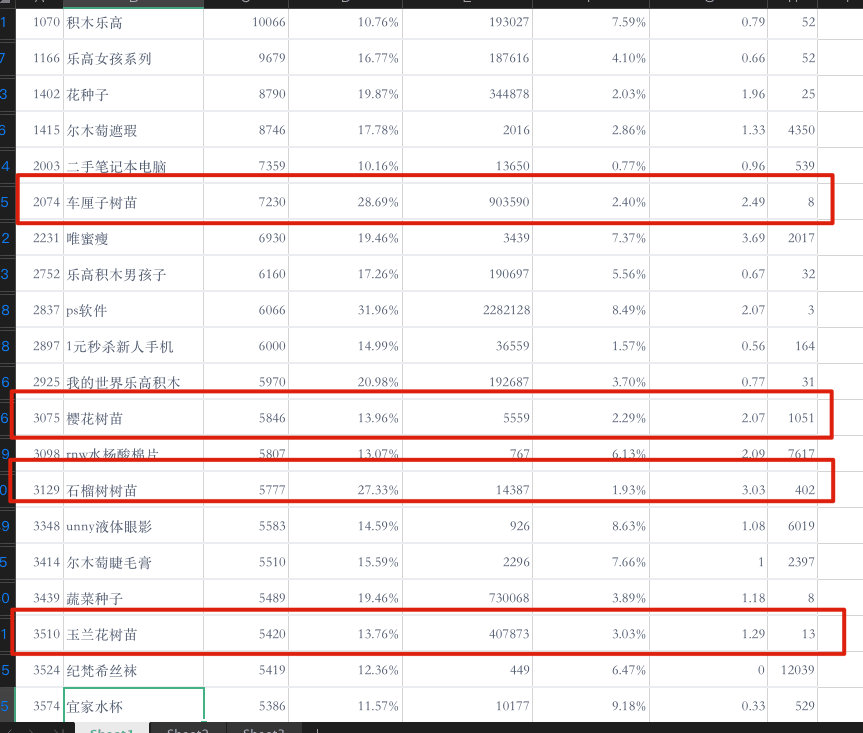 1 1070 积木乐高 10066 10.76% 193027 7.59% 0.79 52
7 1166 乐高女孩系列 9679 16.77% 187616 4.10% 0.66 52
3 1402 花种子 8790 19.87% 344878 2.03% 1.96 25
6 1415 尔木萄遮瑕 8746 17.78% 2016 2.86% 1.33 4350
4 2003 二手笔记本电脑 7359 10.16% 13650 0.77% 0.96 539
5 2074 车厘子树苗 7230 28.69% 903590 2.40% 2.49 8
2 2231 唯蜜瘦 6930 19.46% 3439 7.37% 3.69 2017
3 2752 乐高积木男孩子 6160 17.26% 190697 5.56% 0.67 32
8 2837 ps软件 6066 31.96% 2282128 8.49% 2.07 3
8 2897 1元秒杀新人手机 6000 14.99% 36559 1.57% 0.56 164
6 2925 我的世界乐高积木 5970 20.98% 192687 3.70% 0.77 31
6 3075 樱花树苗 5846 13.96% 5559 2.29% 2.07 1051
9 3098 rnw水杨酸棉片 5807 13.07% 767 6.13% 2.09 7617
0 3129 石榴树树苗 5777 27.33% 14387 1.93% 3.03 402
9 3348 unny液体眼影 5583 14.59% 926 8.63% 1.08 6019
5 3414 尔木萄睫毛膏 5510 15.59% 2296 7.66% 1 2397
0 3439 蔬菜种子 5489 19.46% 730068 3.89% 1.18 8
1 3510 玉兰花树苗 5420 13.76% 407873 3.03% 1.29 13
5 3524 纪梵希丝袜 5419 12.36% 449 6.47% 0 12039
5 3574 宜家水杯 5386 11.57% 10177 9.18% 0.33 529
Sheet1 Sheet2 Sheet3